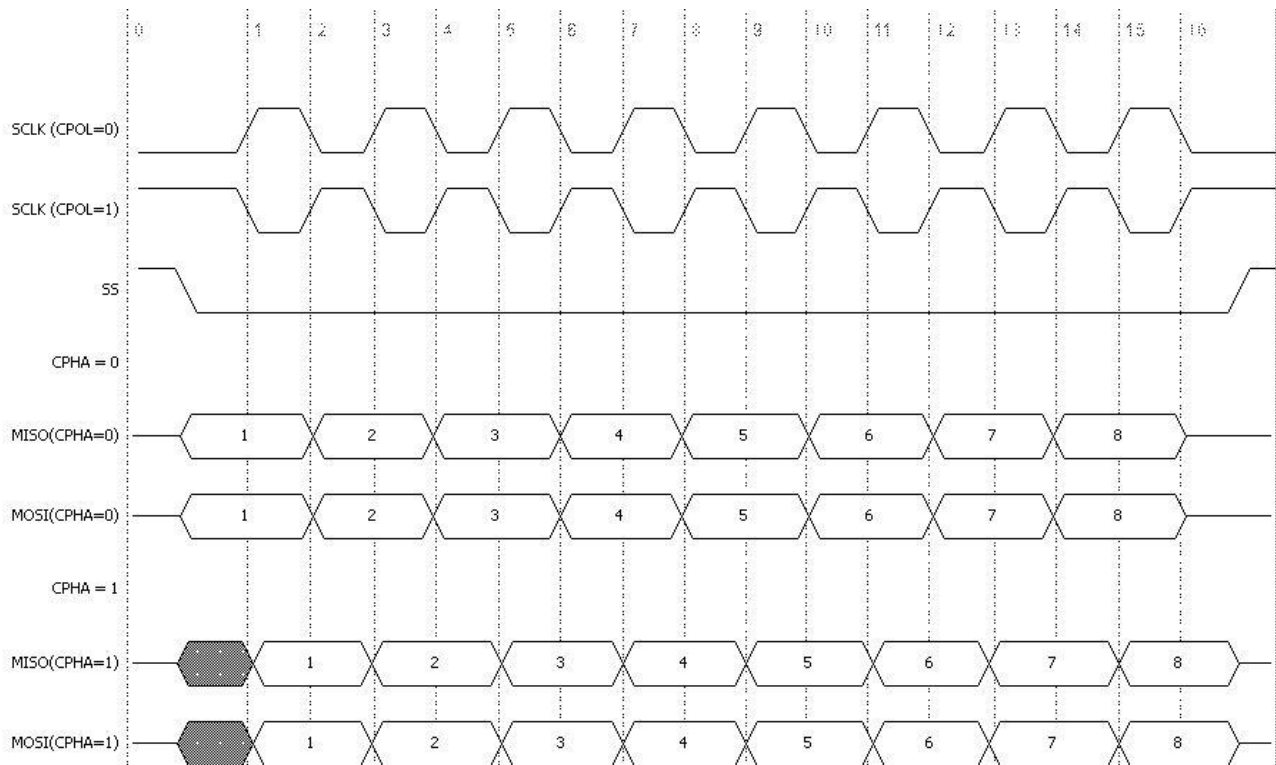 0 1 2 3 4 5 6 7 8 9 10 11 12 13 14 15 16
SCLK (CPOL=0)
SCLK (CPOL=1)
SS
CPHA = 0
MISO(CPHA=0) 1 2 3 4 5 6 7 8
MOSI(CPHA=0) 1 2 3 4 5 6 7 8
CPHA = 1
MISO(CPHA=1) 1 2 3 4 5 6 7 8
MOSI(CPHA=1) 1 2 3 4 5 6 7 8